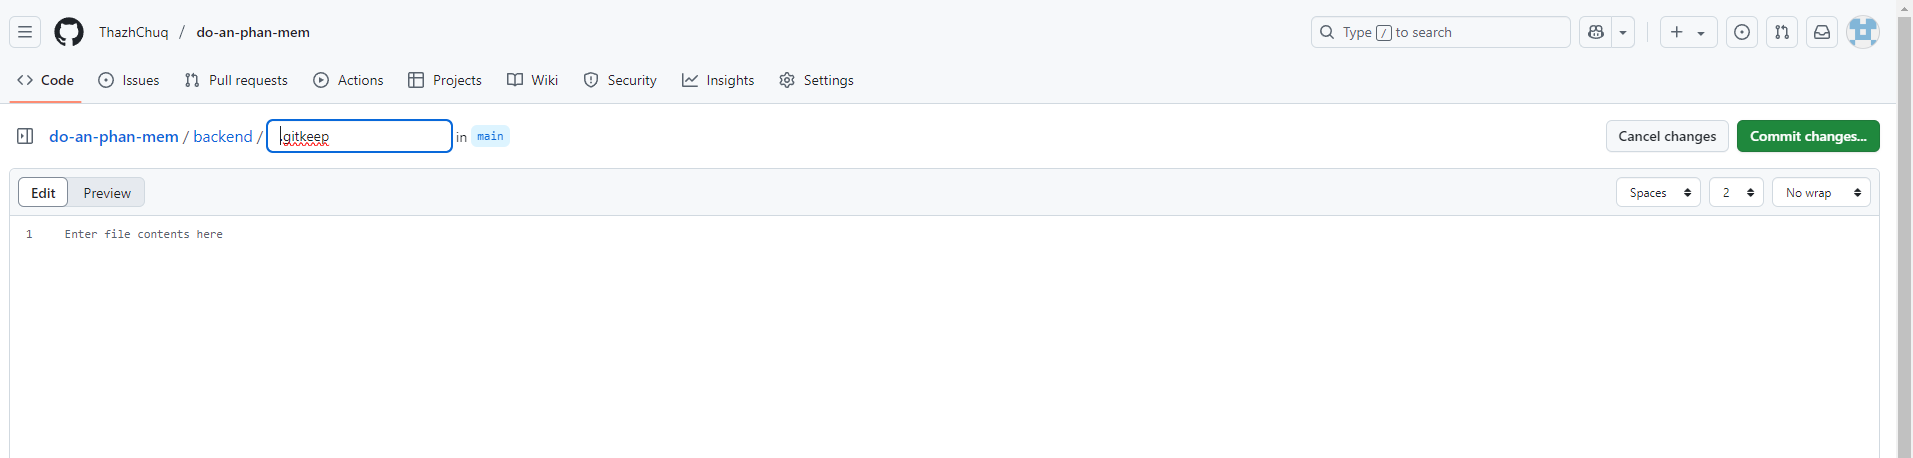 ThazhChuq / do-an-phan-mem
Type / to search
Code Issues Pull requests Actions Projects Wiki Security Insights Settings
do-an-phan-mem / backend / .gitkeep in main
Cancel changes Commit changes...
Edit Preview
Spaces 2 No wrap
1 Enter file contents here